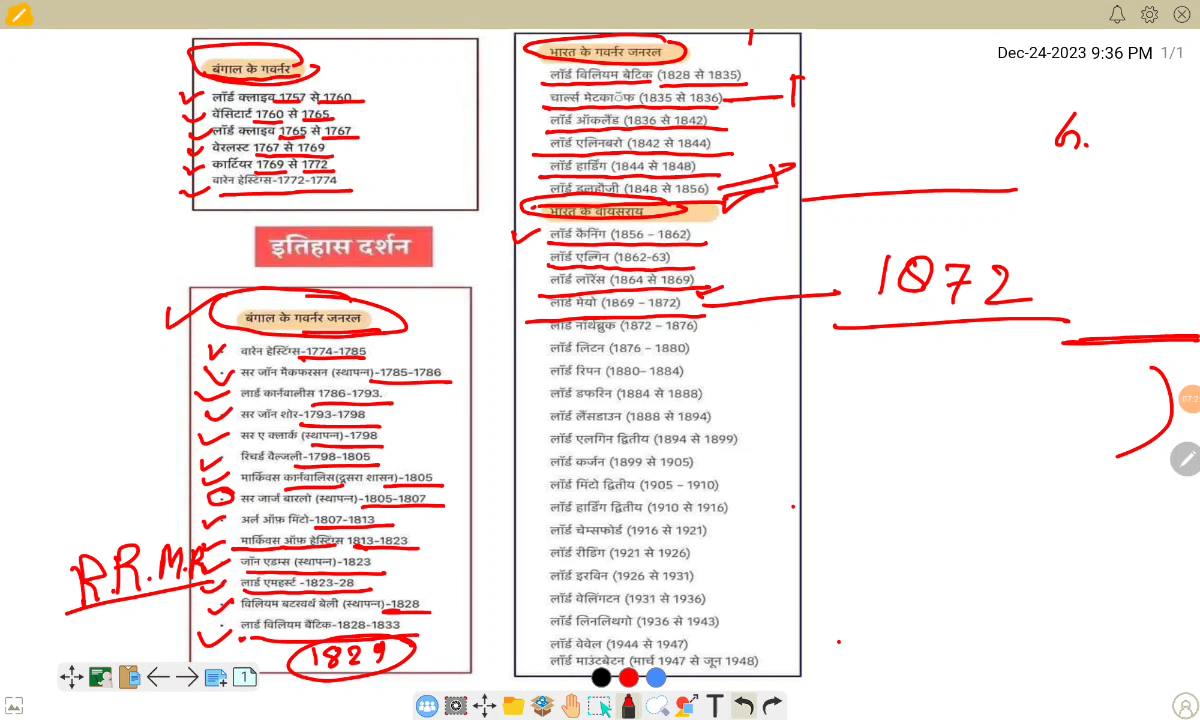 Dec-24-2023 9:36 PM 1/1
बंगाल के गवर्नर
लॉर्ड क्लाइव 1757 से 1760
वेंसिटार्ट 1760 से 1765
लॉर्ड क्लाइव 1765 से 1767
वेरलस्ट 1767 से 1769
कार्टियर 1769 से 1772
वारेन हेस्टिंग्स-1772-1774
इतिहास दर्शन
बंगाल के गवर्नर जनरल
वारेन हेस्टिंग्स-1774-1785
सर जॉन मैकफरसन (स्थापन्न)-1785-1786
लार्ड कार्नवालीस 1786-1793.
सर जॉन शोर-1793-1798
सर ए क्लार्क (स्थापन्न)-1798
रिचर्ड वैल्जली-1798-1805
मार्किवस कार्नवालिस(दूसरा शासन)-1805
सर जार्ज बारलो (स्थापन्न)-1805-1807
अर्ल ऑफ़ मिंटो-1807-1813
मार्किवस ऑफ़ हेस्टिंग्स 1813-1823
जॉन एडम्स (स्थापन्न)-1823
लार्ड एमहर्स्ट -1823-28
विलियम बटरवर्थ बेली (स्थापन्न)-1828
लार्ड विलियम बैंटिक-1828-1833
1829
R.R.M.R
भारत के गवर्नर जनरल
लॉर्ड विलियम बेटिक (1828 से 1835)
चार्ल्स मेटकाॅफ (1835 से 1836)
लॉर्ड ऑकलैंड (1836 से 1842)
लॉर्ड एलिनबरो (1842 से 1844)
लॉर्ड हार्डिंग (1844 से 1848)
लॉर्ड डलहौजी (1848 से 1856)
भारत के वायसराय
लॉर्ड कैनिंग (1856 – 1862)
लॉर्ड एल्गिन (1862-63)
लॉर्ड लॉरेंस (1864 से 1869)
लॉर्ड मेयो (1869 – 1872)
लॉर्ड नॉर्थब्रुक (1872 – 1876)
लॉर्ड लिटन (1876 – 1880)
लॉर्ड रिपन (1880– 1884)
लॉर्ड डफरिन (1884 से 1888)
लॉर्ड लैंसडाउन (1888 से 1894)
लॉर्ड एलगिन द्वितीय (1894 से 1899)
लॉर्ड कर्जन (1899 से 1905)
लॉर्ड मिंटो द्वितीय (1905 – 1910)
लॉर्ड हार्डिंग द्वितीय (1910 से 1916)
लॉर्ड चेम्सफोर्ड (1916 से 1921)
लॉर्ड रीडिंग (1921 से 1926)
लॉर्ड इरविन (1926 से 1931)
लॉर्ड वेलिंगटन (1931 से 1936)
लॉर्ड लिनलिथगो (1936 से 1943)
लॉर्ड वेवेल (1944 से 1947)
लॉर्ड माउंटबेटन (मार्च 1947 से जून 1948)
1872
1
T